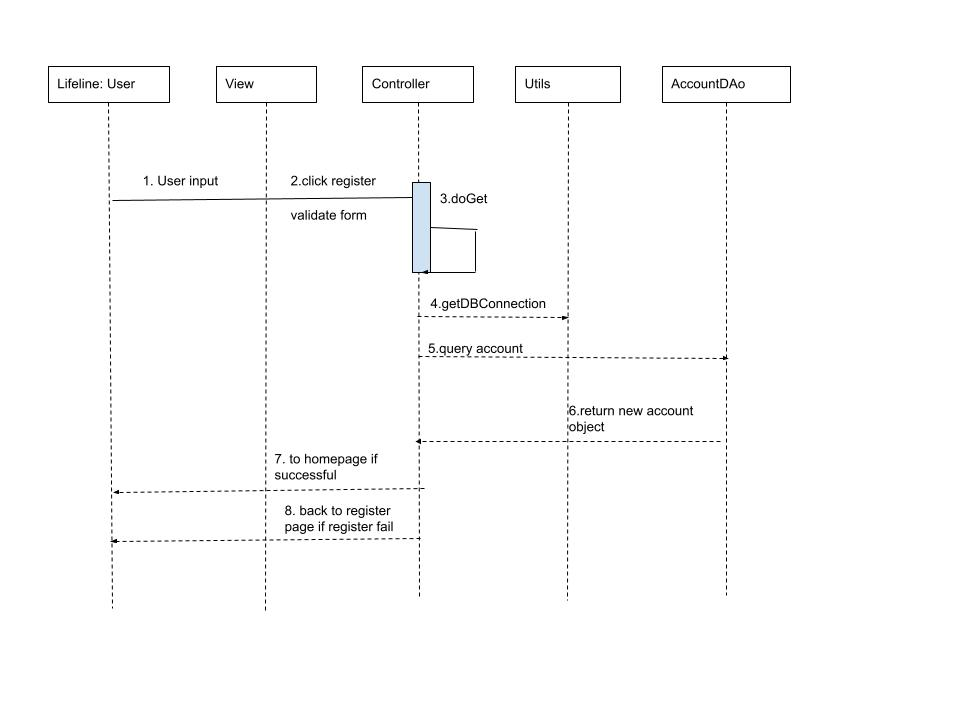 Lifeline: User
View
Controller
Utils
AccountDAo
1. User input
2.click register
validate form
3.doGet
4.getDBConnection
5.query account
6.return new account
object
7. to homepage if
successful
8. back to register
page if register fail